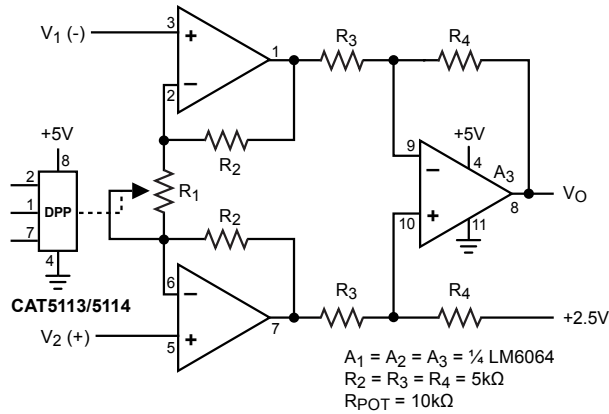 V1 (-)
3
+
1
–
2
R3
R4
R2
+5V
8
2
1
7
DPP
4
R1
CAT5113/5114
R2
+5V
9
–
4
A3
VO
8
10
+
11
6
–
7
V2 (+)
5
+
R3
R4
+2.5V
A1 = A2 = A3 = ¼ LM6064
R2 = R3 = R4 = 5kΩ
RPOT = 10kΩ